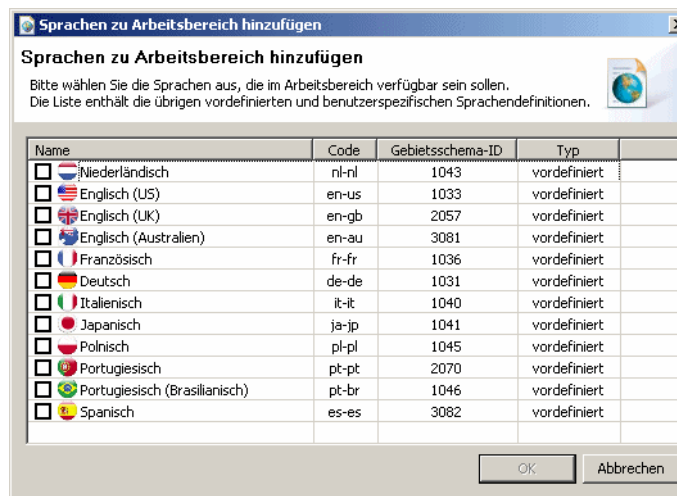 Sprachen zu Arbeitsbereich hinzufügen
Sprachen zu Arbeitsbereich hinzufügen
Bitte wählen Sie die Sprachen aus, die im Arbeitsbereich verfügbar sein sollen.
Die Liste enthält die übrigen vordefinierten und benutzerspezifischen Sprachendefinitionen.
Name Code Gebietsschema-ID Typ
Niederländisch nl-nl 1043 vordefiniert
Englisch (US) en-us 1033 vordefiniert
Englisch (UK) en-gb 2057 vordefiniert
Englisch (Australien) en-au 3081 vordefiniert
Französisch fr-fr 1036 vordefiniert
Deutsch de-de 1031 vordefiniert
Italienisch it-it 1040 vordefiniert
Japanisch ja-jp 1041 vordefiniert
Polnisch pl-pl 1045 vordefiniert
Portugiesisch pt-pt 2070 vordefiniert
Portugiesisch (Brasilianisch) pt-br 1046 vordefiniert
Spanisch es-es 3082 vordefiniert
OK Abbrechen